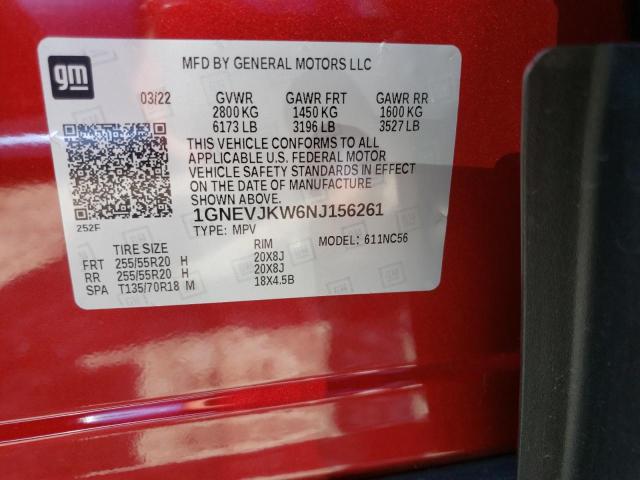 gm
MFD BY GENERAL MOTORS LLC
03/22 GVWR GAWR FRT GAWR RR
2800 KG 1450 KG 1600 KG
6173 LB 3196 LB 3527 LB
THIS VEHICLE CONFORMS TO ALL
APPLICABLE U.S. FEDERAL MOTOR
VEHICLE SAFETY STANDARDS IN EFFECT
ON THE DATE OF MANUFACTURE
SHOWN ABOVE.
252F
1GNEVJKW6NJ156261
TYPE: MPV MODEL: 611NC56
TIRE SIZE RIM
FRT 255/55R20 H 20X8J
RR 255/55R20 H 20X8J
SPA T135/70R18 M 18X4.5B